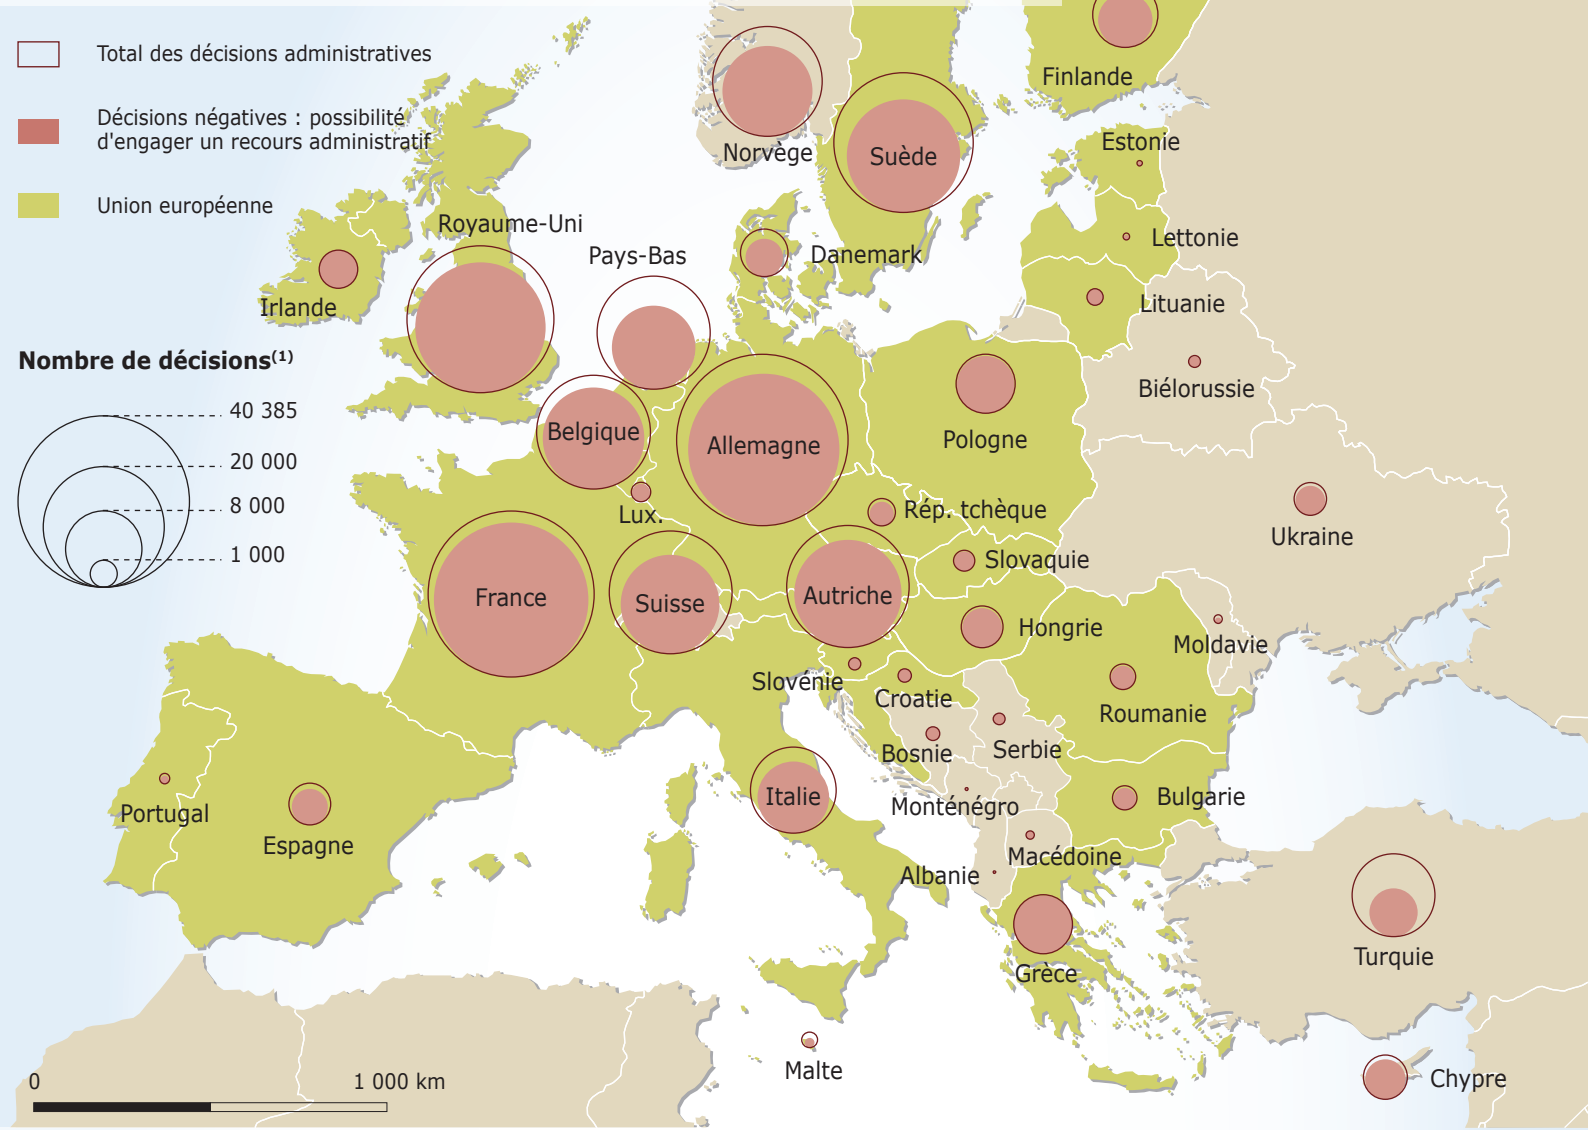 Total des décisions administratives
Décisions négatives : possibilité
d'engager un recours administratif
Union européenne
Nombre de décisions(1)
40 385
20 000
8 000
1 000
Finlande
Norvège
Suède
Estonie
Lettonie
Lituanie
Biélorussie
Royaume-Uni
Pays-Bas
Danemark
Irlande
Belgique
Allemagne
Pologne
Lux.
Rép. tchèque
Ukraine
Slovaquie
France
Suisse
Autriche
Hongrie
Moldavie
Slovénie
Croatie
Roumanie
Bosnie
Serbie
Portugal
Espagne
Italie
Monténégro
Bulgarie
Albanie
Macédoine
Grèce
Turquie
Malte
Chypre
0
1 000 km